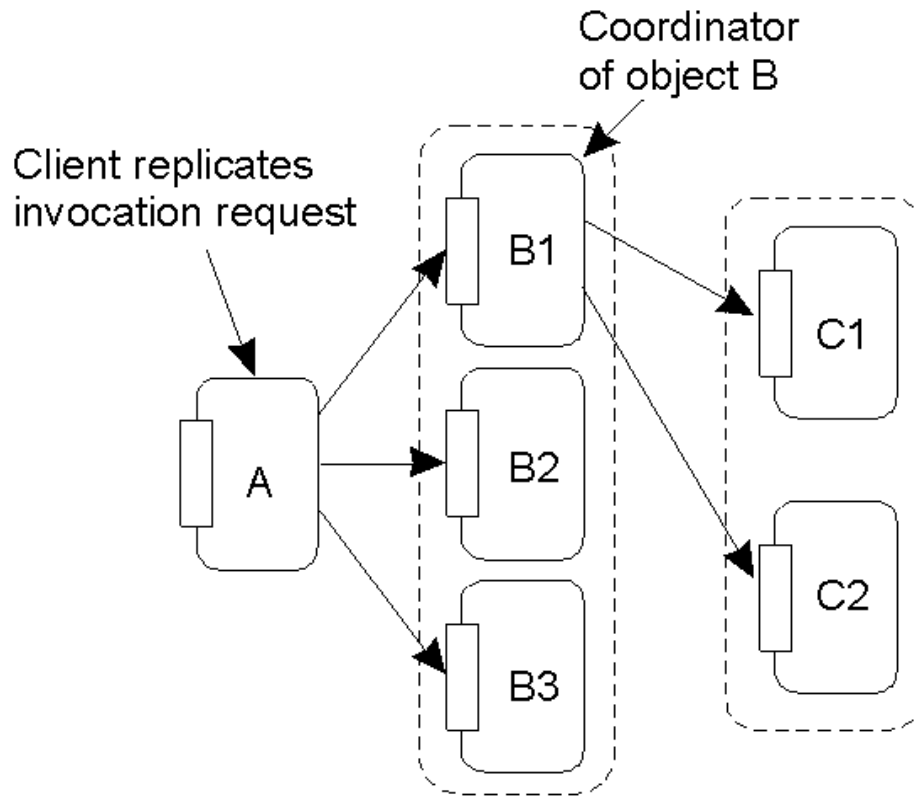 Coordinator
of object B
Client replicates
invocation request
B1
C1
A
B2
C2
B3